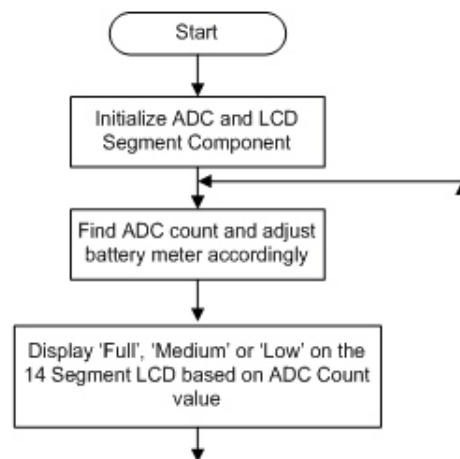 Start
Initialize ADC and LCD
Segment Component
Find ADC count and adjust
battery meter accordingly
Display 'Full', 'Medium' or 'Low' on the
14 Segment LCD based on ADC Count
value